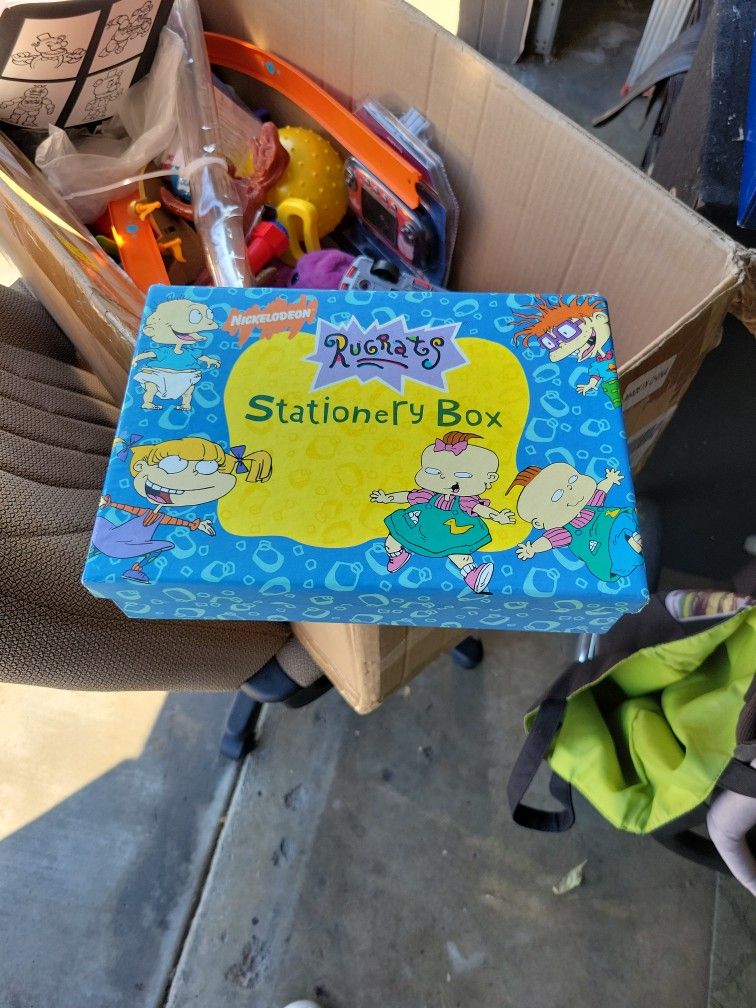 NICKELODEON
RUGRATS
Stationery Box